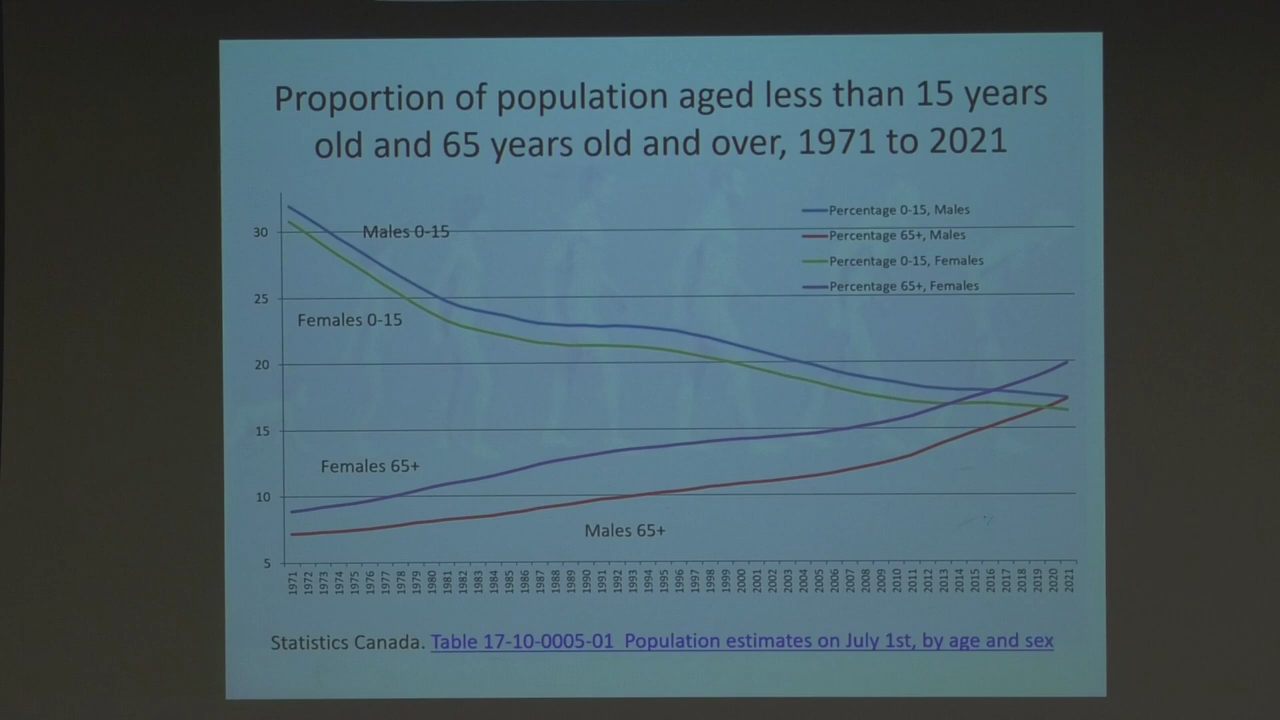 Proportion of population aged less than 15 years
old and 65 years old and over, 1971 to 2021
Percentage 0-15, Males
Percentage 65+, Males
Percentage 0-15, Females
Percentage 65+, Females
Males 0-15
Females 0-15
Females 65+
Males 65+
30
25
20
15
10
5
1971 1972 1973 1974 1975 1976 1977 1978 1979 1980 1981 1982 1983 1984 1985 1986 1987 1988 1989 1990 1991 1992 1993 1994 1995 1996 1997 1998 1999 2000 2001 2002 2003 2004 2005 2006 2007 2008 2009 2010 2011 2012 2013 2014 2015 2016 2017 2018 2019 2020 2021
Statistics Canada. Table 17-10-0005-01 Population estimates on July 1st, by age and sex